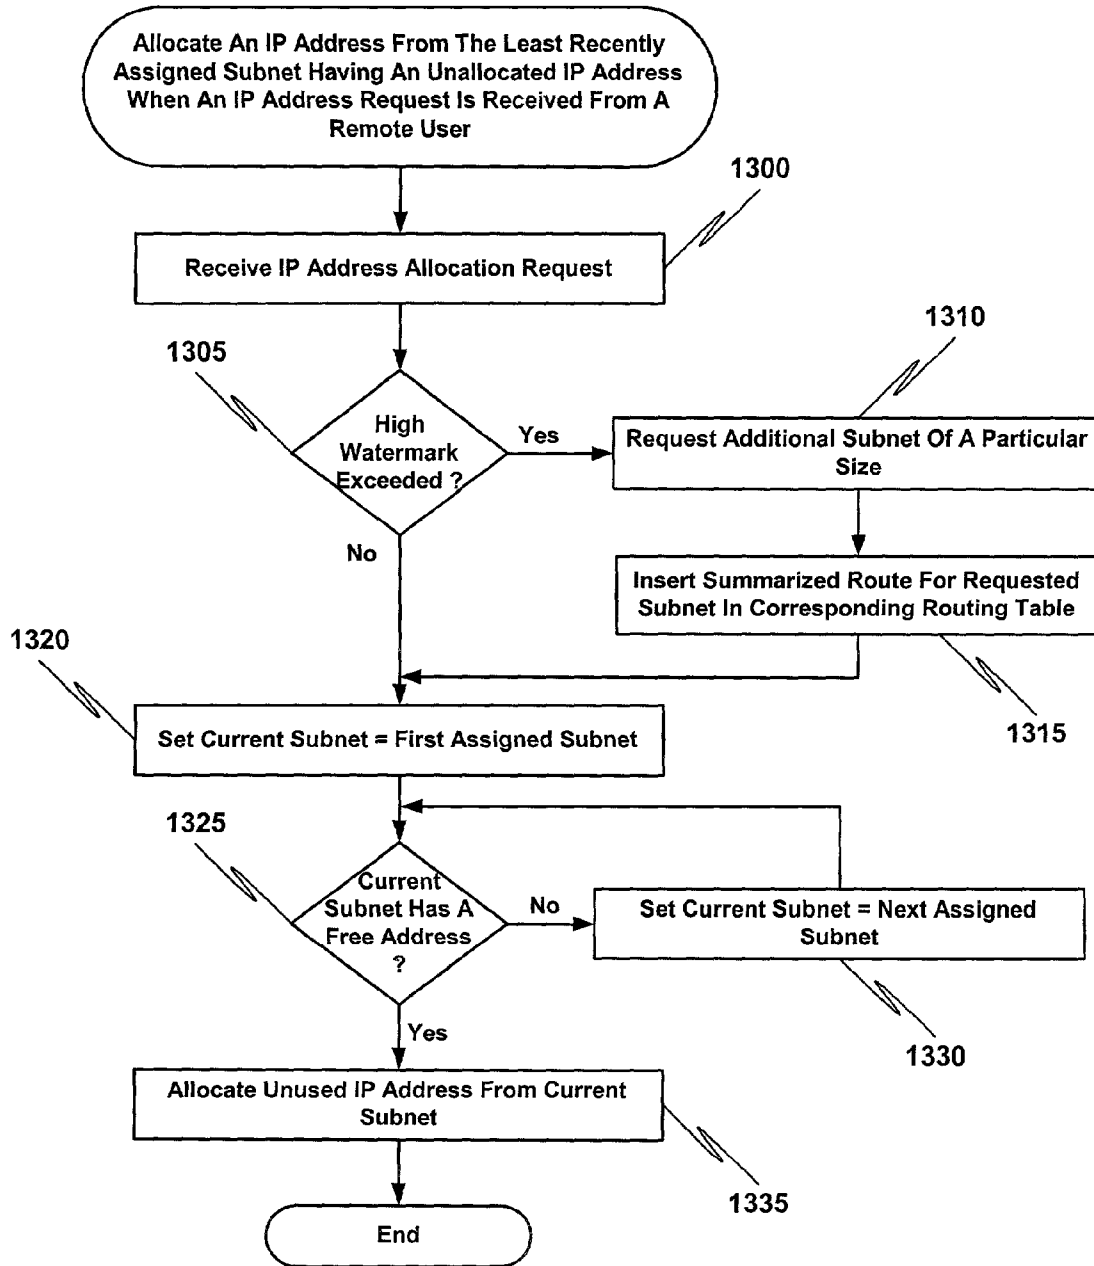 Allocate An IP Address From The Least Recently
Assigned Subnet Having An Unallocated IP Address
When An IP Address Request Is Received From A
Remote User
1300
Receive IP Address Allocation Request
1305
1310
High
Watermark
Exceeded ?
Yes
Request Additional Subnet Of A Particular
Size
No
Insert Summarized Route For Requested
Subnet In Corresponding Routing Table
1320
1315
Set Current Subnet = First Assigned Subnet
1325
Current
Subnet Has A
Free Address
?
No
Set Current Subnet = Next Assigned
Subnet
Yes
1330
Allocate Unused IP Address From Current
Subnet
1335
End